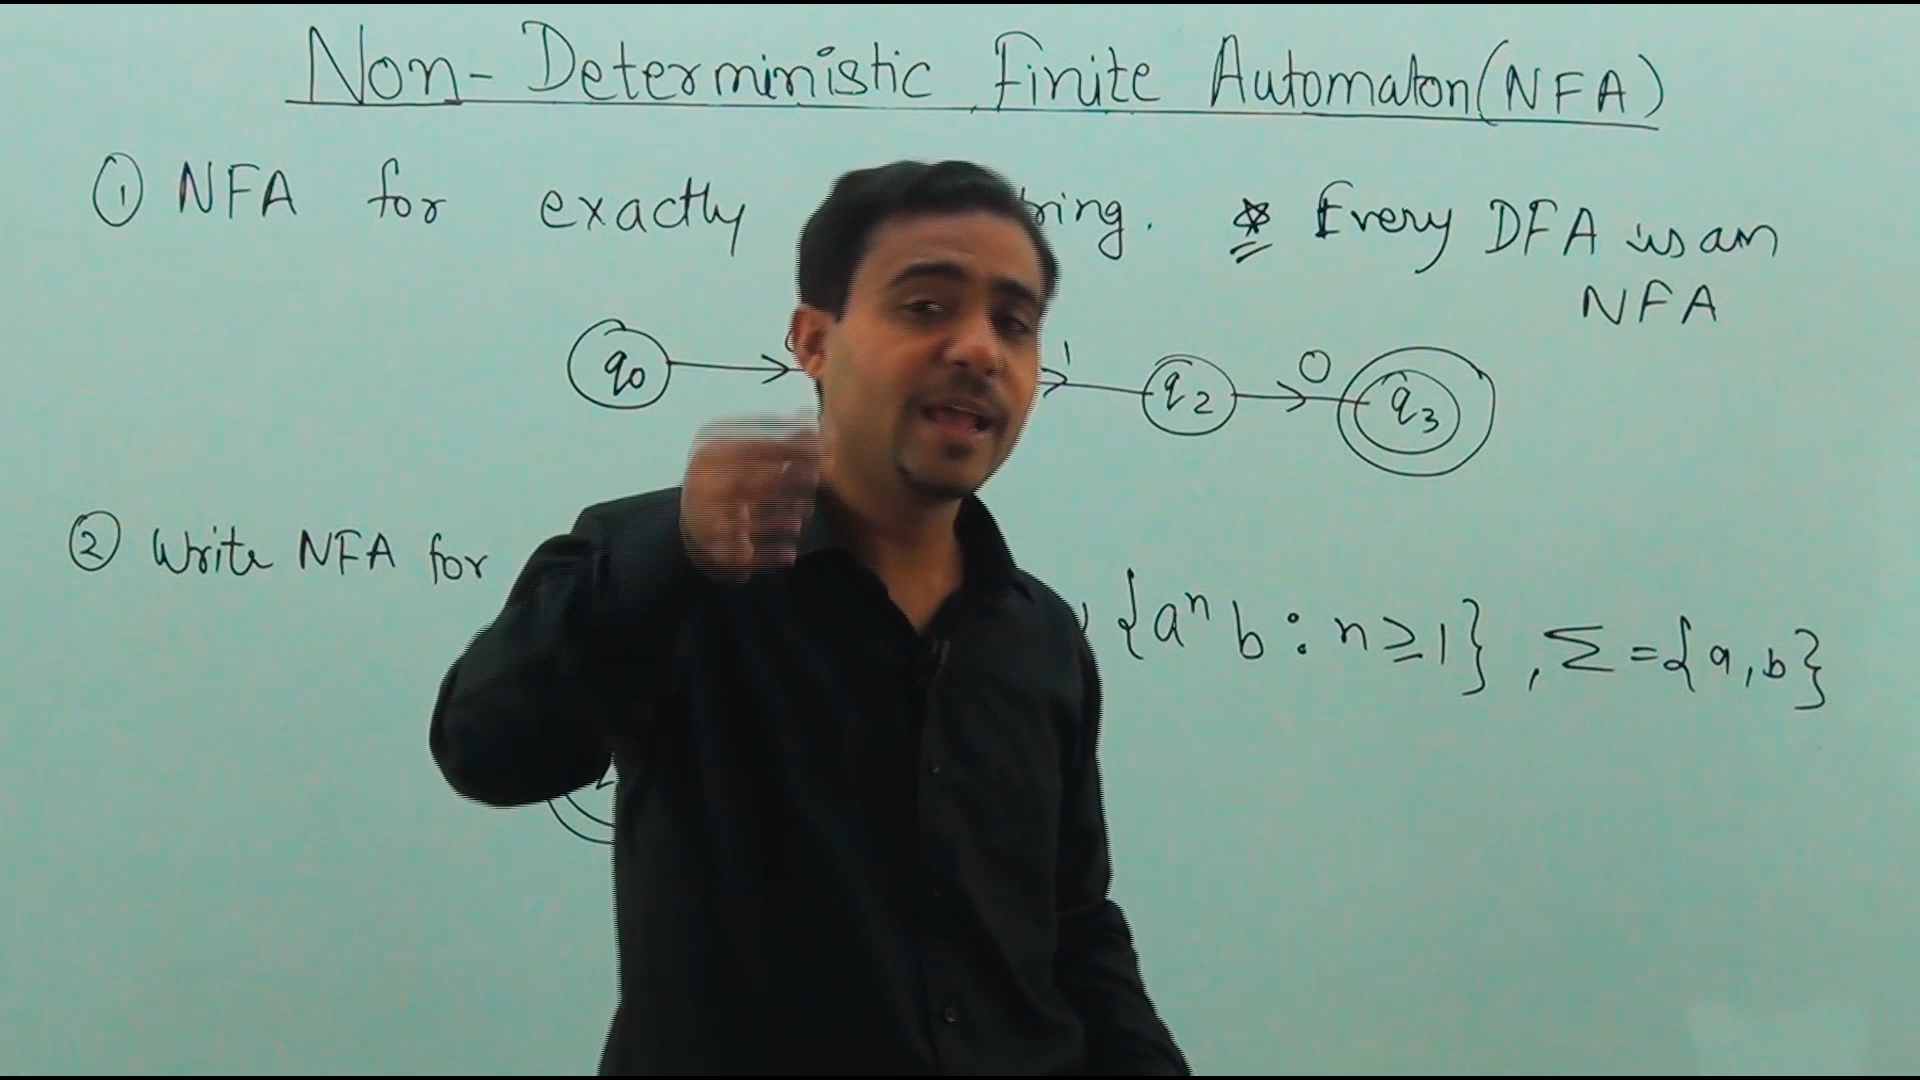 Non-Deterministic Finite Automaton (NFA)
① NFA for exactly ring. * Every DFA is an
NFA
q0 1 q2 0 q3
② Write NFA for {aⁿ b : n ≥ 1} , Σ = {a, b}